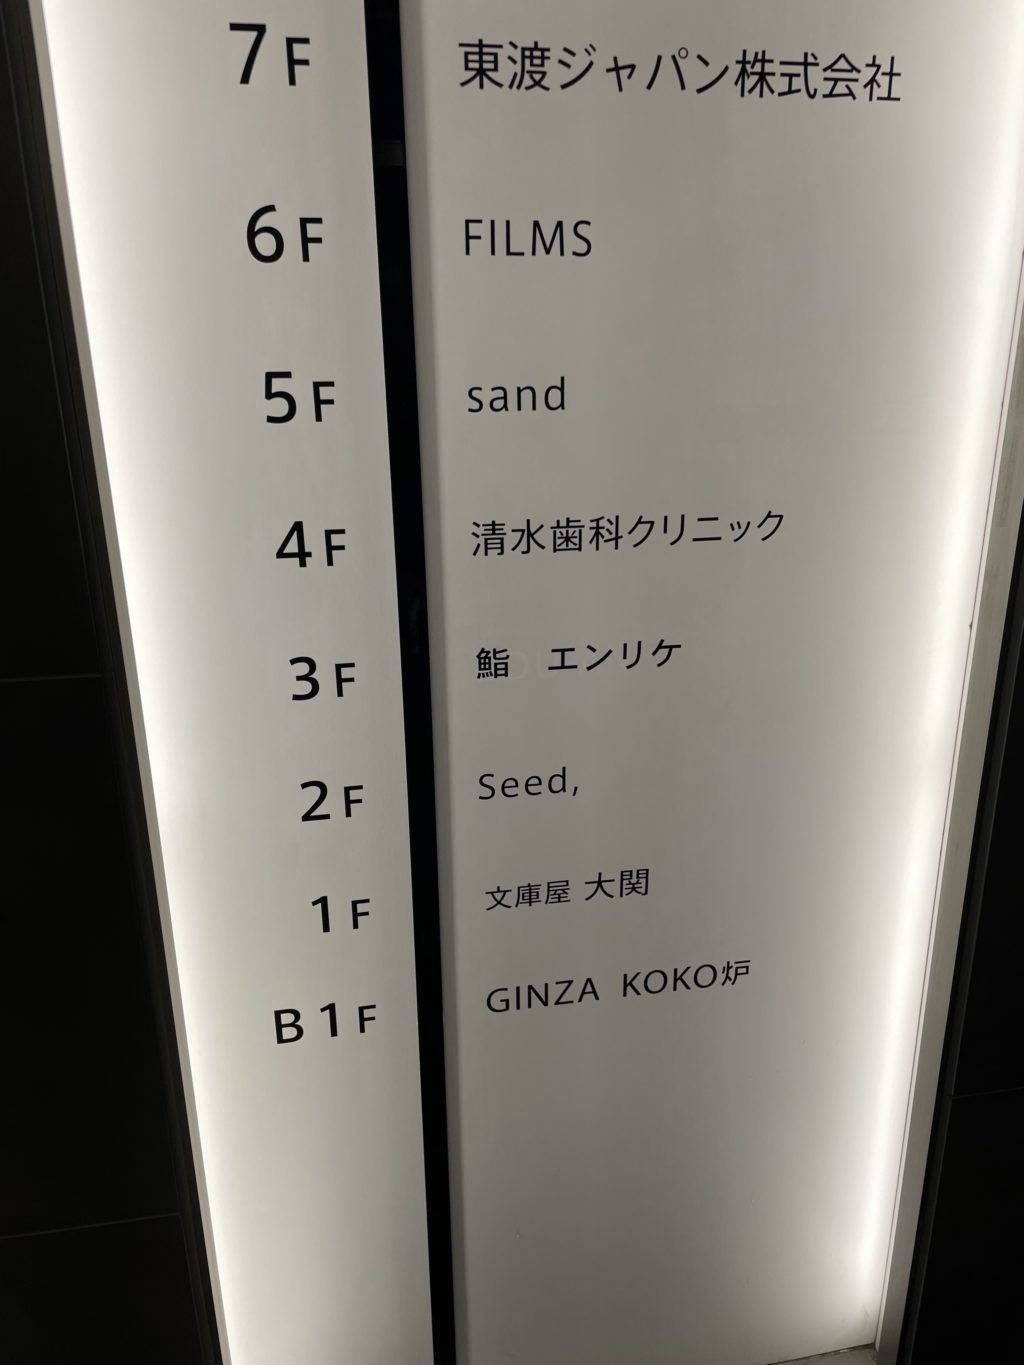 7F 東渡ジャパン株式会社
6F FILMS
5F sand
4F 清水歯科クリニック
3F 鮨　エンリケ
2F Seed,
1F 文庫屋 大関
B1F GINZA KOKO炉